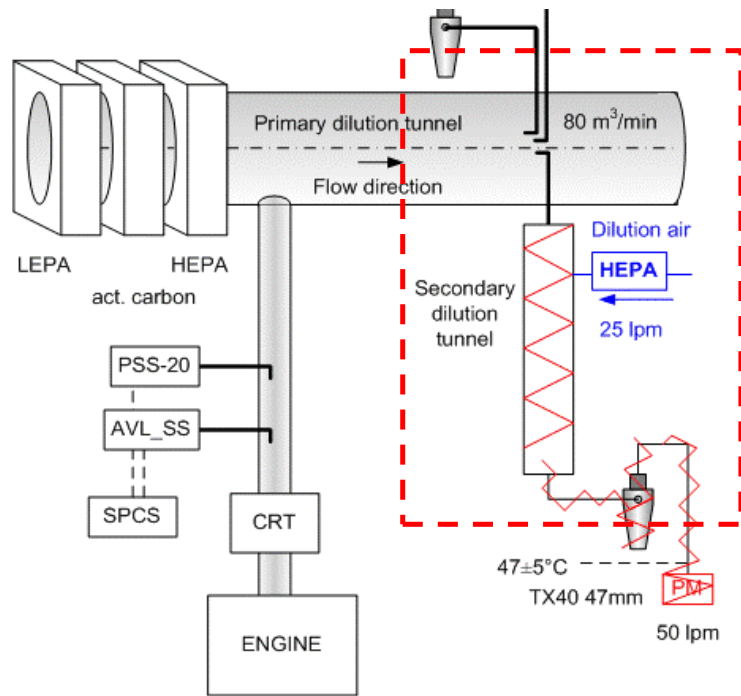 Primary dilution tunnel
80 m³/min
Flow direction
LEPA
HEPA
act. carbon
Dilution air
HEPA
25 lpm
Secondary
dilution
tunnel
PSS-20
AVL_SS
SPCS
CRT
ENGINE
47±5°C
TX40 47mm
PM
50 lpm